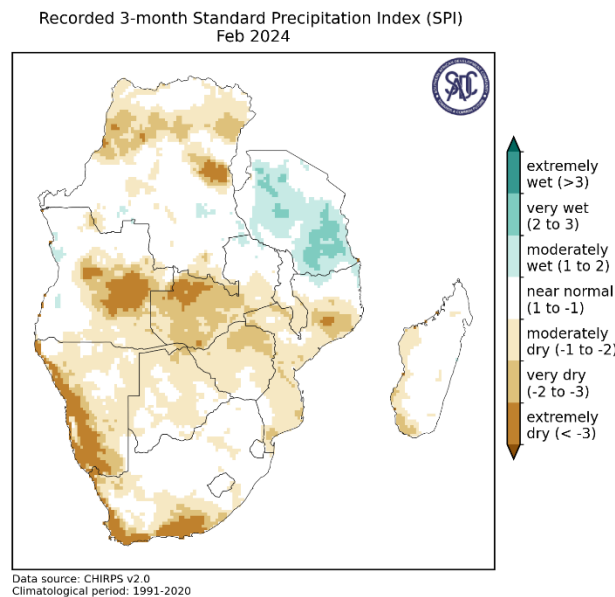 Recorded 3-month Standard Precipitation Index (SPI)
Feb 2024
SADC
extremely
wet (>3)
very wet
(2 to 3)
moderately
wet (1 to 2)
near normal
(1 to -1)
moderately
dry (-1 to -2)
very dry
(-2 to -3)
extremely
dry (< -3)
Data source: CHIRPS v2.0
Climatological period: 1991-2020